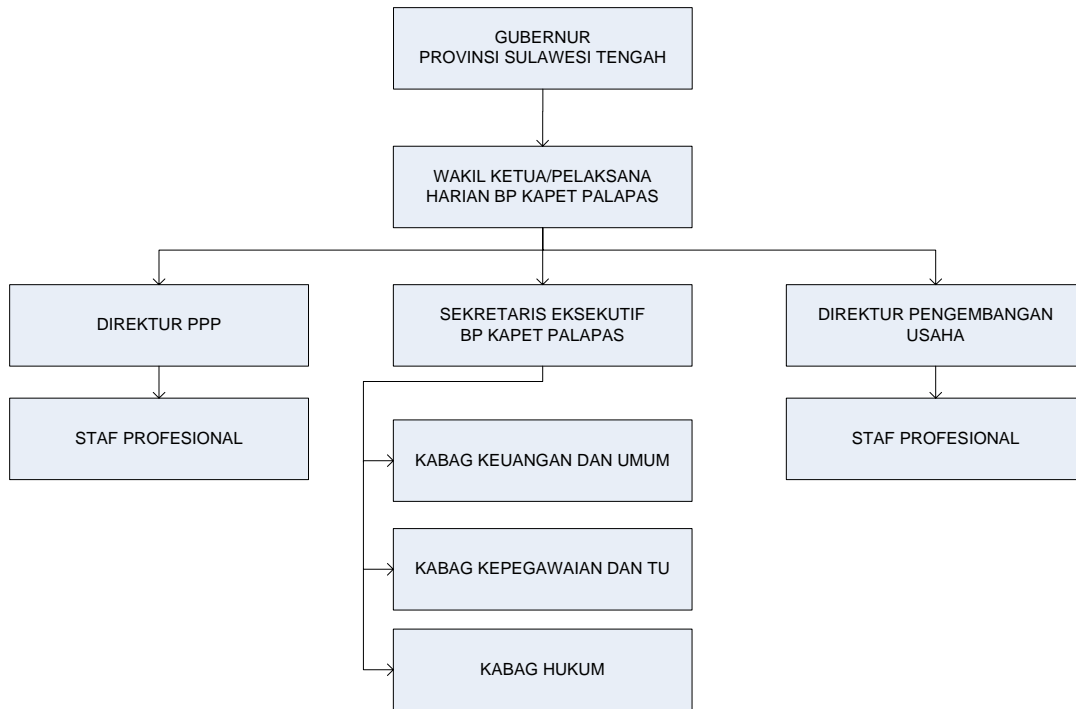 GUBERNUR
PROVINSI SULAWESI TENGAH
WAKIL KETUA/PELAKSANA
HARIAN BP KAPET PALAPAS
DIREKTUR PPP
SEKRETARIS EKSEKUTIF
BP KAPET PALAPAS
DIREKTUR PENGEMBANGAN
USAHA
STAF PROFESIONAL
STAF PROFESIONAL
KABAG KEUANGAN DAN UMUM
KABAG KEPEGAWAIAN DAN TU
KABAG HUKUM